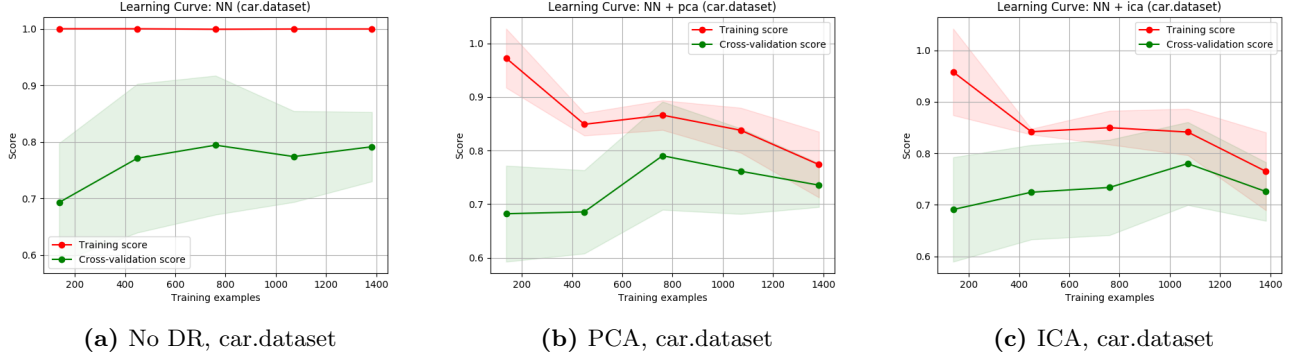 Learning Curve: NN (car.dataset)
1.0
0.9
0.8
0.7
0.6
Score
Training score
Cross-validation score
200
400
600
800
1000
1200
1400
Training examples
(a) No DR, car.dataset
Learning Curve: NN + pca (car.dataset)
Training score
Cross-validation score
1.0
0.9
0.8
0.7
0.6
Score
200
400
600
800
1000
1200
1400
Training examples
(b) PCA, car.dataset
Learning Curve: NN + ica (car.dataset)
Training score
Cross-validation score
1.0
0.9
0.8
0.7
0.6
Score
200
400
600
800
1000
1200
1400
Training examples
(c) ICA, car.dataset